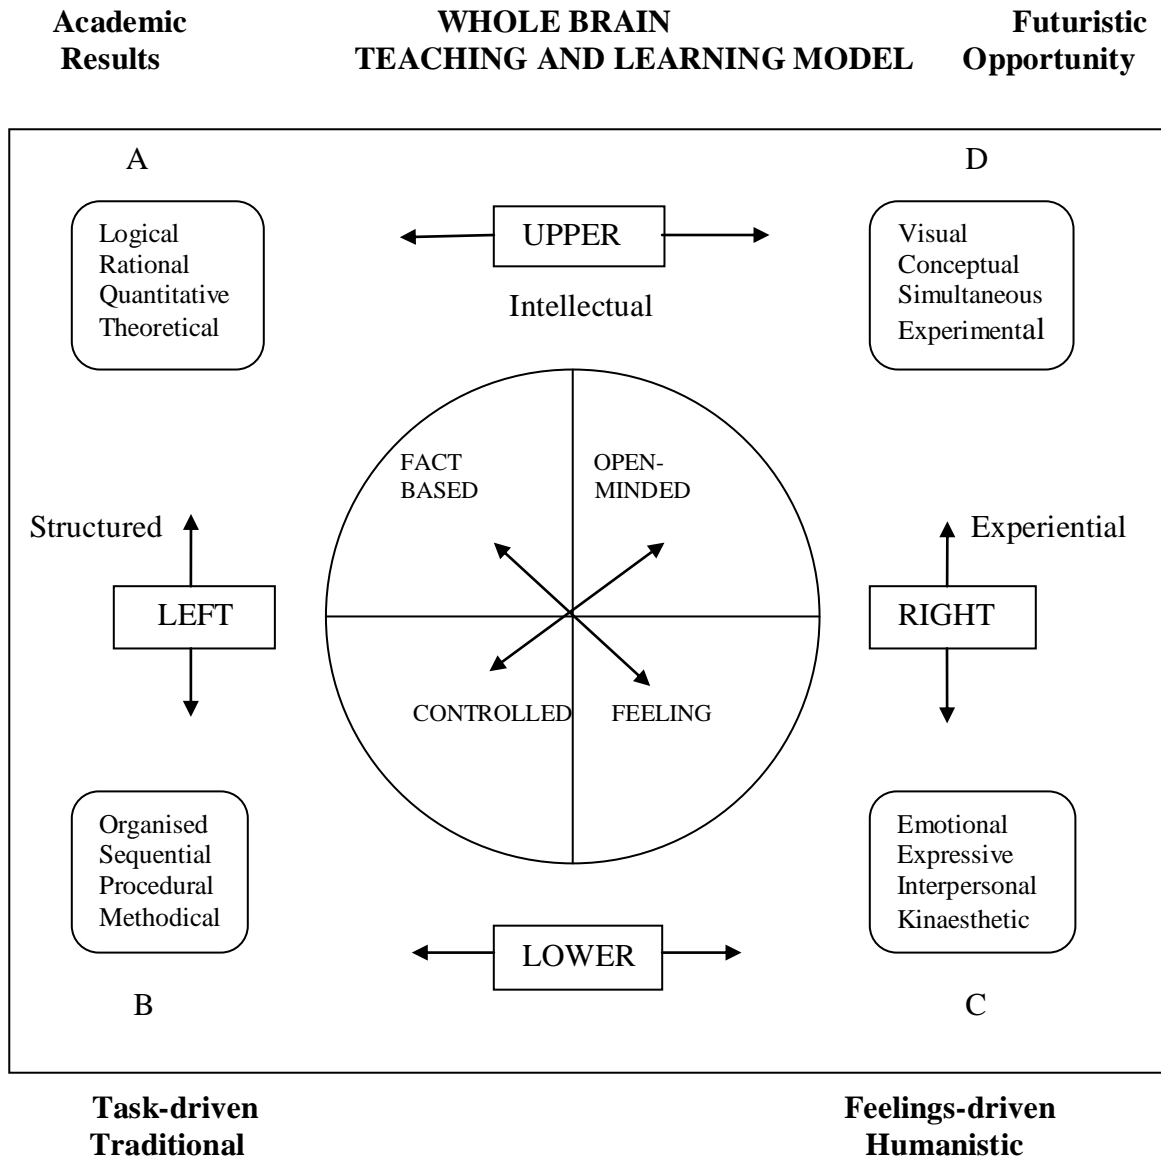 Academic WHOLE BRAIN Futuristic
Results TEACHING AND LEARNING MODEL Opportunity
A
D
Logical
Rational
Quantitative
Theoretical
UPPER
Intellectual
Visual
Conceptual
Simultaneous
Experimental
FACT
BASED
OPEN-
MINDED
Structured
LEFT
Experiential
RIGHT
CONTROLLED
FEELING
Organised
Sequential
Procedural
Methodical
LOWER
Emotional
Expressive
Interpersonal
Kinaesthetic
B
C
Task-driven
Traditional
Feelings-driven
Humanistic